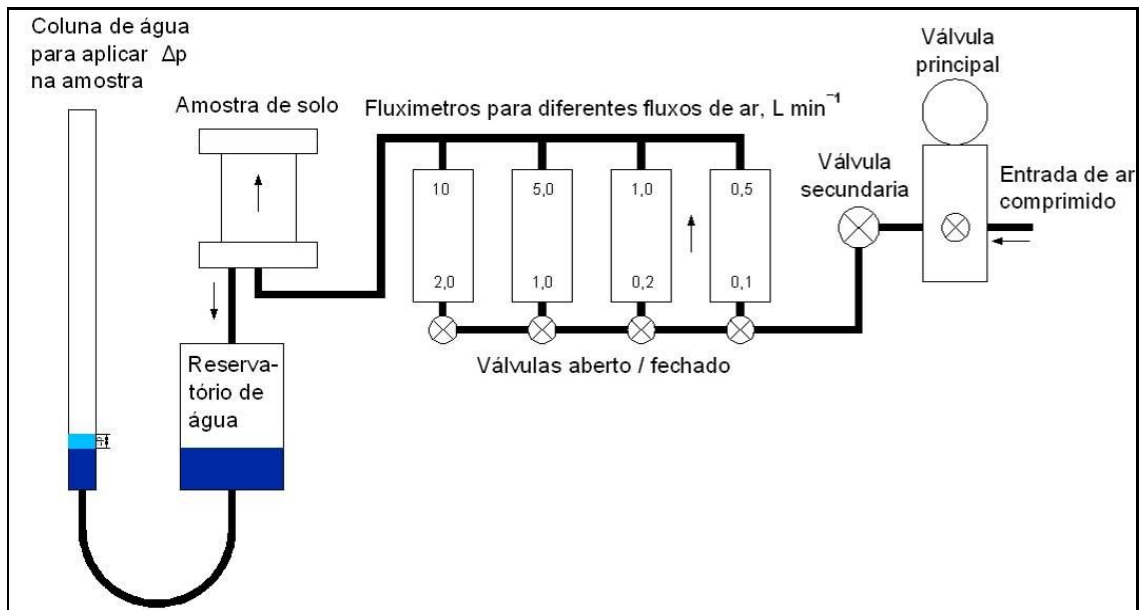 Coluna de água
para aplicar Δp
na amostra
Amostra de solo
Fluximetros para diferentes fluxos de ar, L min⁻¹
Válvula
principal
Válvula
secundaria
Entrada de ar
comprimido
10
5,0
1,0
0,5
2,0
1,0
0,2
0,1
Válvulas aberto / fechado
Reserva-
tório de
água